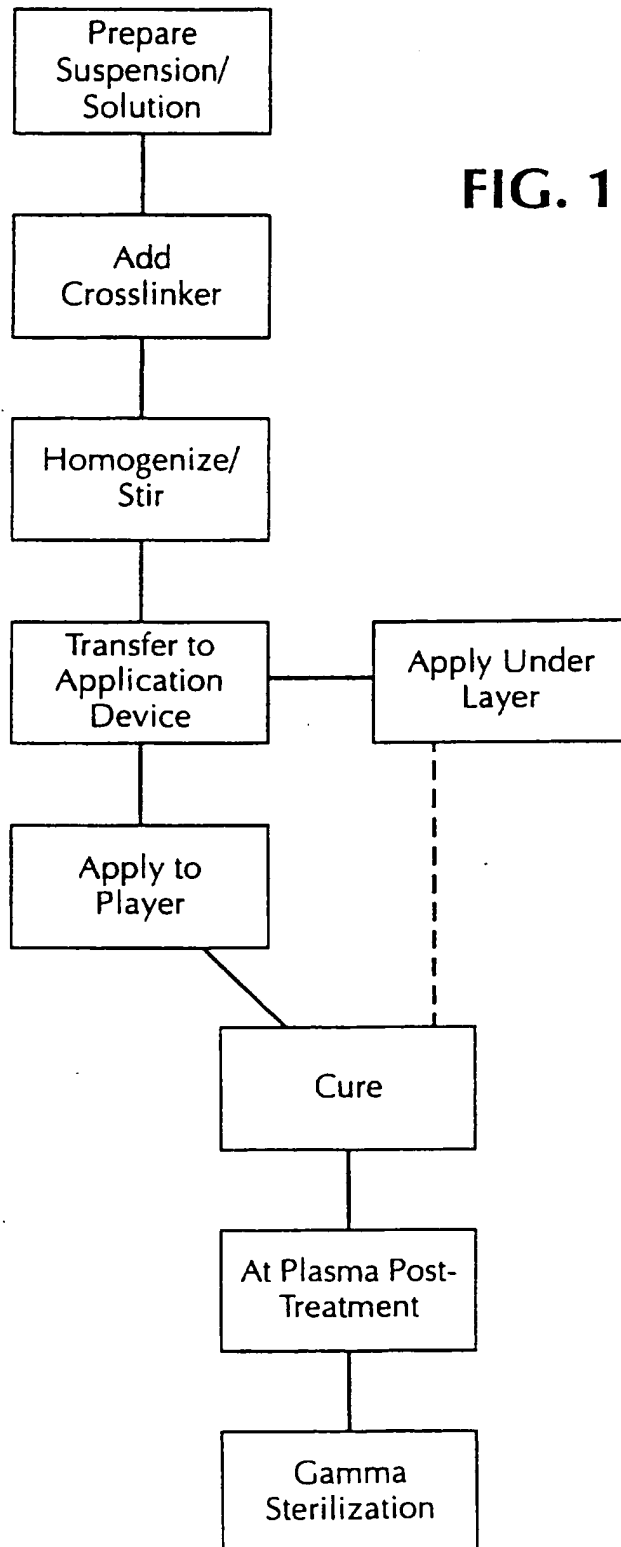 Prepare
Suspension/
Solution
FIG. 1
Add
Crosslinker
Homogenize/
Stir
Transfer to
Application
Device
Apply Under
Layer
Apply to
Player
Cure
At Plasma Post-
Treatment
Gamma
Sterilization